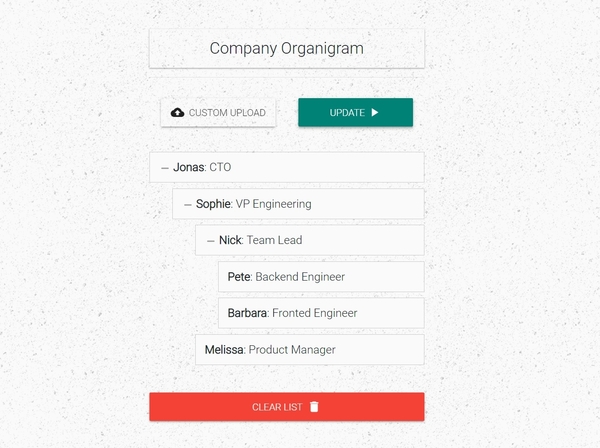 Company Organigram
CUSTOM UPLOAD
UPDATE
– Jonas: CTO
– Sophie: VP Engineering
– Nick: Team Lead
Pete: Backend Engineer
Barbara: Fronted Engineer
Melissa: Product Manager
CLEAR LIST